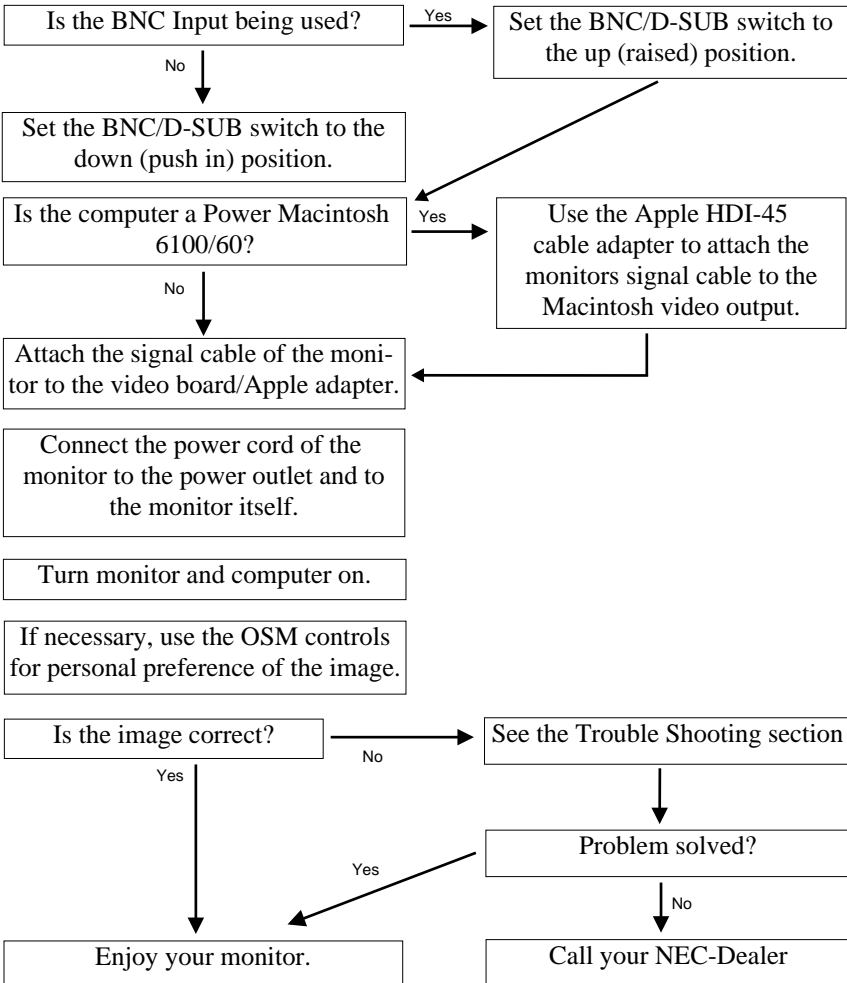 Is the BNC Input being used?
Yes
Set the BNC/D-SUB switch to
the up (raised) position.
No
Set the BNC/D-SUB switch to the
down (push in) position.
Is the computer a Power Macintosh
6100/60?
Yes
Use the Apple HDI-45
cable adapter to attach the
monitors signal cable to the
Macintosh video output.
No
Attach the signal cable of the moni-
tor to the video board/Apple adapter.
Connect the power cord of the
monitor to the power outlet and to
the monitor itself.
Turn monitor and computer on.
If necessary, use the OSM controls
for personal preference of the image.
Is the image correct?
No
See the Trouble Shooting section
Yes
Problem solved?
Yes
No
Enjoy your monitor.
Call your NEC-Dealer